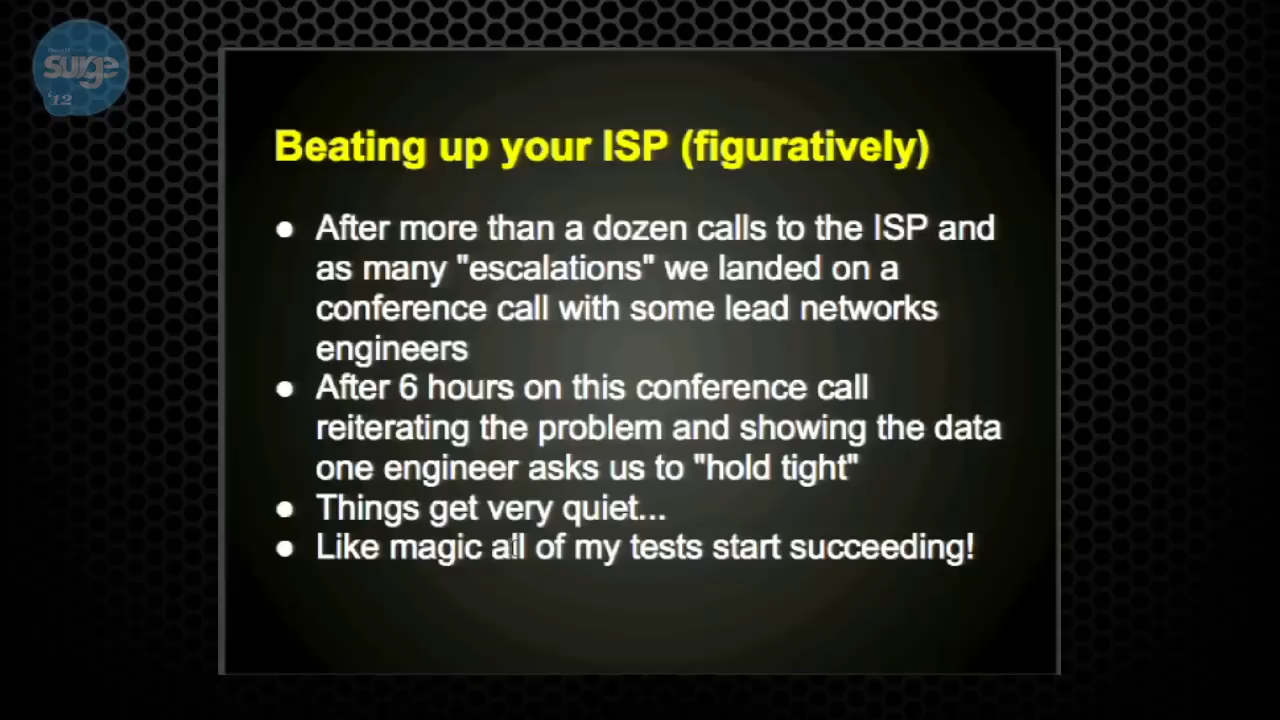 surge
'12
Beating up your ISP (figuratively)
● After more than a dozen calls to the ISP and
as many "escalations" we landed on a
conference call with some lead networks
engineers
● After 6 hours on this conference call
reiterating the problem and showing the data
one engineer asks us to "hold tight"
● Things get very quiet...
● Like magic all of my tests start succeeding!